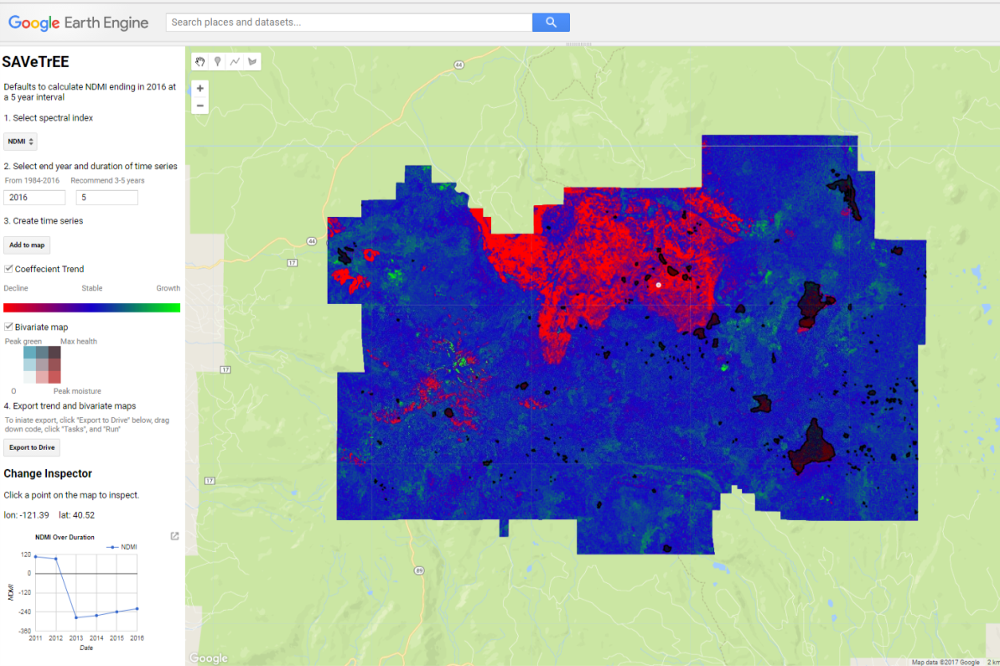 Google Earth Engine
Search places and datasets...
SAVeTrEE
Defaults to calculate NDMI ending in 2016 at
a 5 year interval
1. Select spectral index
NDMI
2. Select end year and duration of time series
From 1984-2016 Recommend 3-5 years
2016 5
3. Create time series
Add to map
Coeffecient Trend
Decline Stable Growth
Bivariate map
Peak green Max health
0 Peak moisture
4. Export trend and bivariate maps
To iniate export, click "Export to Drive" below, drag
down code, click "Tasks", and "Run"
Export to Drive
Change Inspector
Click a point on the map to inspect.
lon: -121.39 lat: 40.52
NDMI Over Duration
NDMI
120
0
-120
-240
-360
NDMI
2011 2012 2013 2014 2015 2016
Date
44
44
17
17
17
89
Google
Map data ©2017 Google 2 km